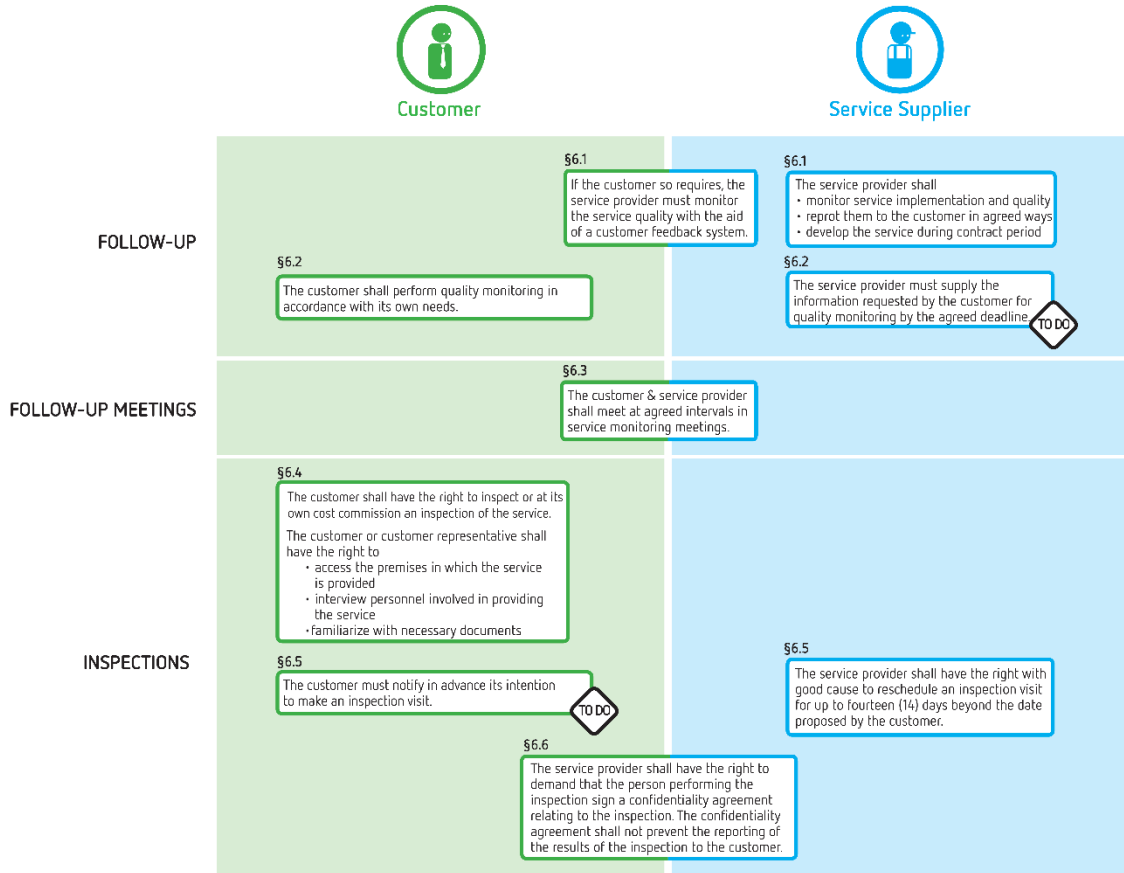 Customer
Service Supplier
FOLLOW-UP
§6.1
If the customer so requires, the
service provider must monitor
the service quality with the aid
of a customer feedback system.
§6.1
The service provider shall
• monitor service implementation and quality
• reprot them to the customer in agreed ways
• develop the service during contract period
§6.2
The customer shall perform quality monitoring in
accordance with its own needs.
§6.2
The service provider must supply the
information requested by the customer for
quality monitoring by the agreed deadline.
TO DO
FOLLOW-UP MEETINGS
§6.3
The customer & service provider
shall meet at agreed intervals in
service monitoring meetings.
INSPECTIONS
§6.4
The customer shall have the right to inspect or at its
own cost commission an inspection of the service.
The customer or customer representative shall
have the right to
• access the premises in which the service
is provided
• interview personnel involved in providing
the service
• familiarize with necessary documents
§6.5
The customer must notify in advance its intention
to make an inspection visit.
TO DO
§6.5
The service provider shall have the right with
good cause to reschedule an inspection visit
for up to fourteen (14) days beyond the date
proposed by the customer.
§6.6
The service provider shall have the right to
demand that the person performing the
inspection sign a confidentiality agreement
relating to the inspection. The confidentiality
agreement shall not prevent the reporting of
the results of the inspection to the customer.